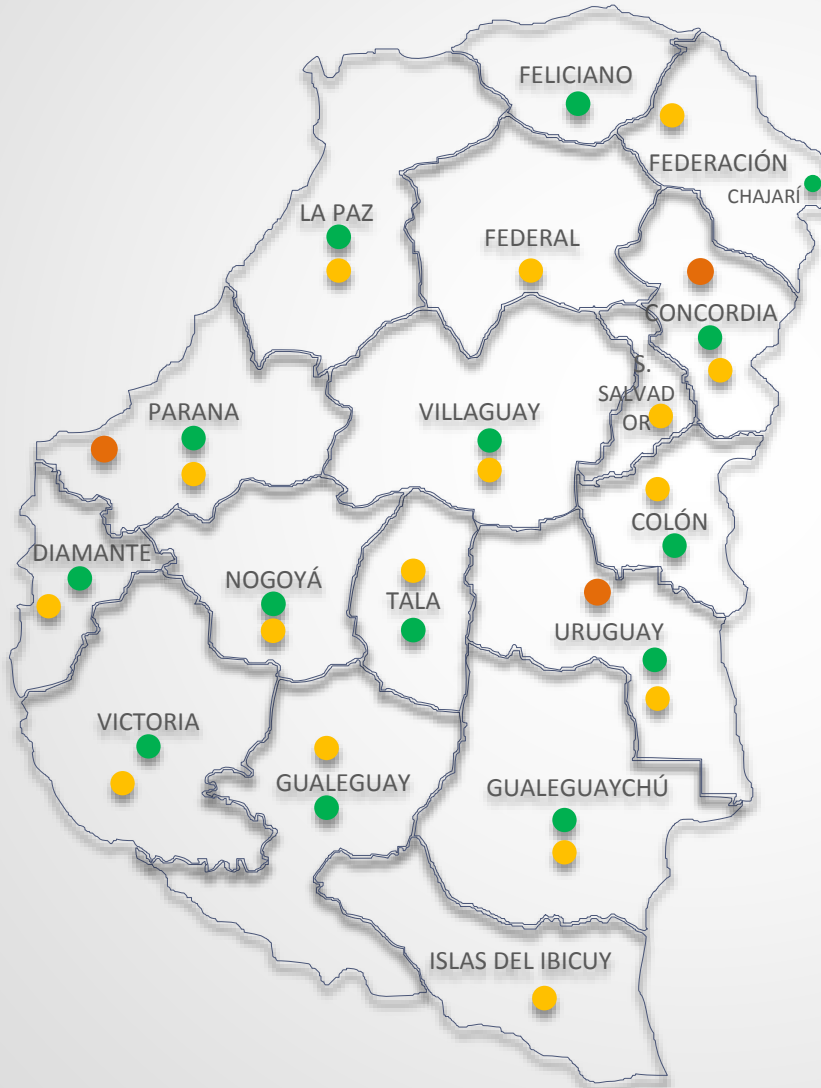 FELICIANO
FEDERACIÓN
CHAJARÍ
LA PAZ
FEDERAL
CONCORDIA
S.
SALVAD
OR
PARANA
VILLAGUAY
COLÓN
DIAMANTE
NOGOYÁ
TALA
URUGUAY
VICTORIA
GUALEGUAY
GUALEGUAYCHÚ
ISLAS DEL IBICUY